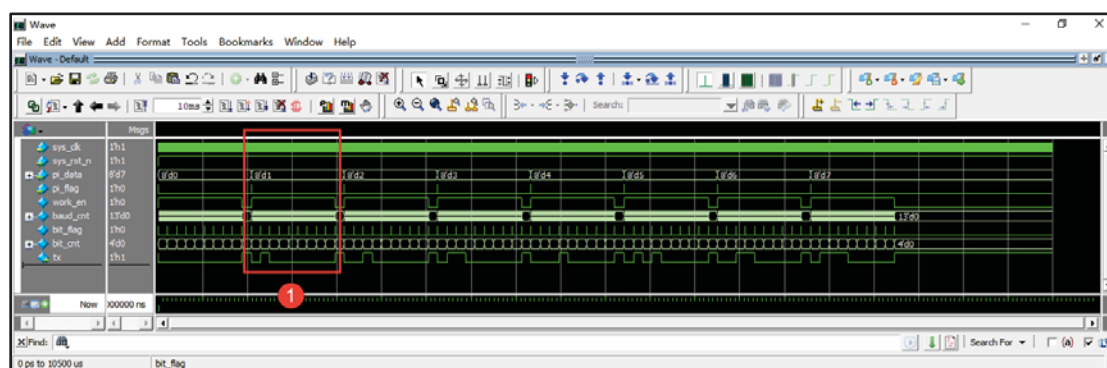 Wave
File Edit View Add Format Tools Bookmarks Window Help
Wave - Default
10ms
Search:
Msgs
sys_clk 1'h1
sys_rst_n 1'h1
pi_data 8'd7 8'd0 8'd1 8'd2 8'd3 8'd4 8'd5 8'd6 8'd7
pi_flag 1'h0
work_en 1'h0
baud_cnt 13'd0 13'd0
bit_flag 1'h0
bit_cnt 4'd0 4'd0
tx 1'h1
1
Now 000000 ns
Find:
Search For
(a)
0 ps to 10500 us bit_flag